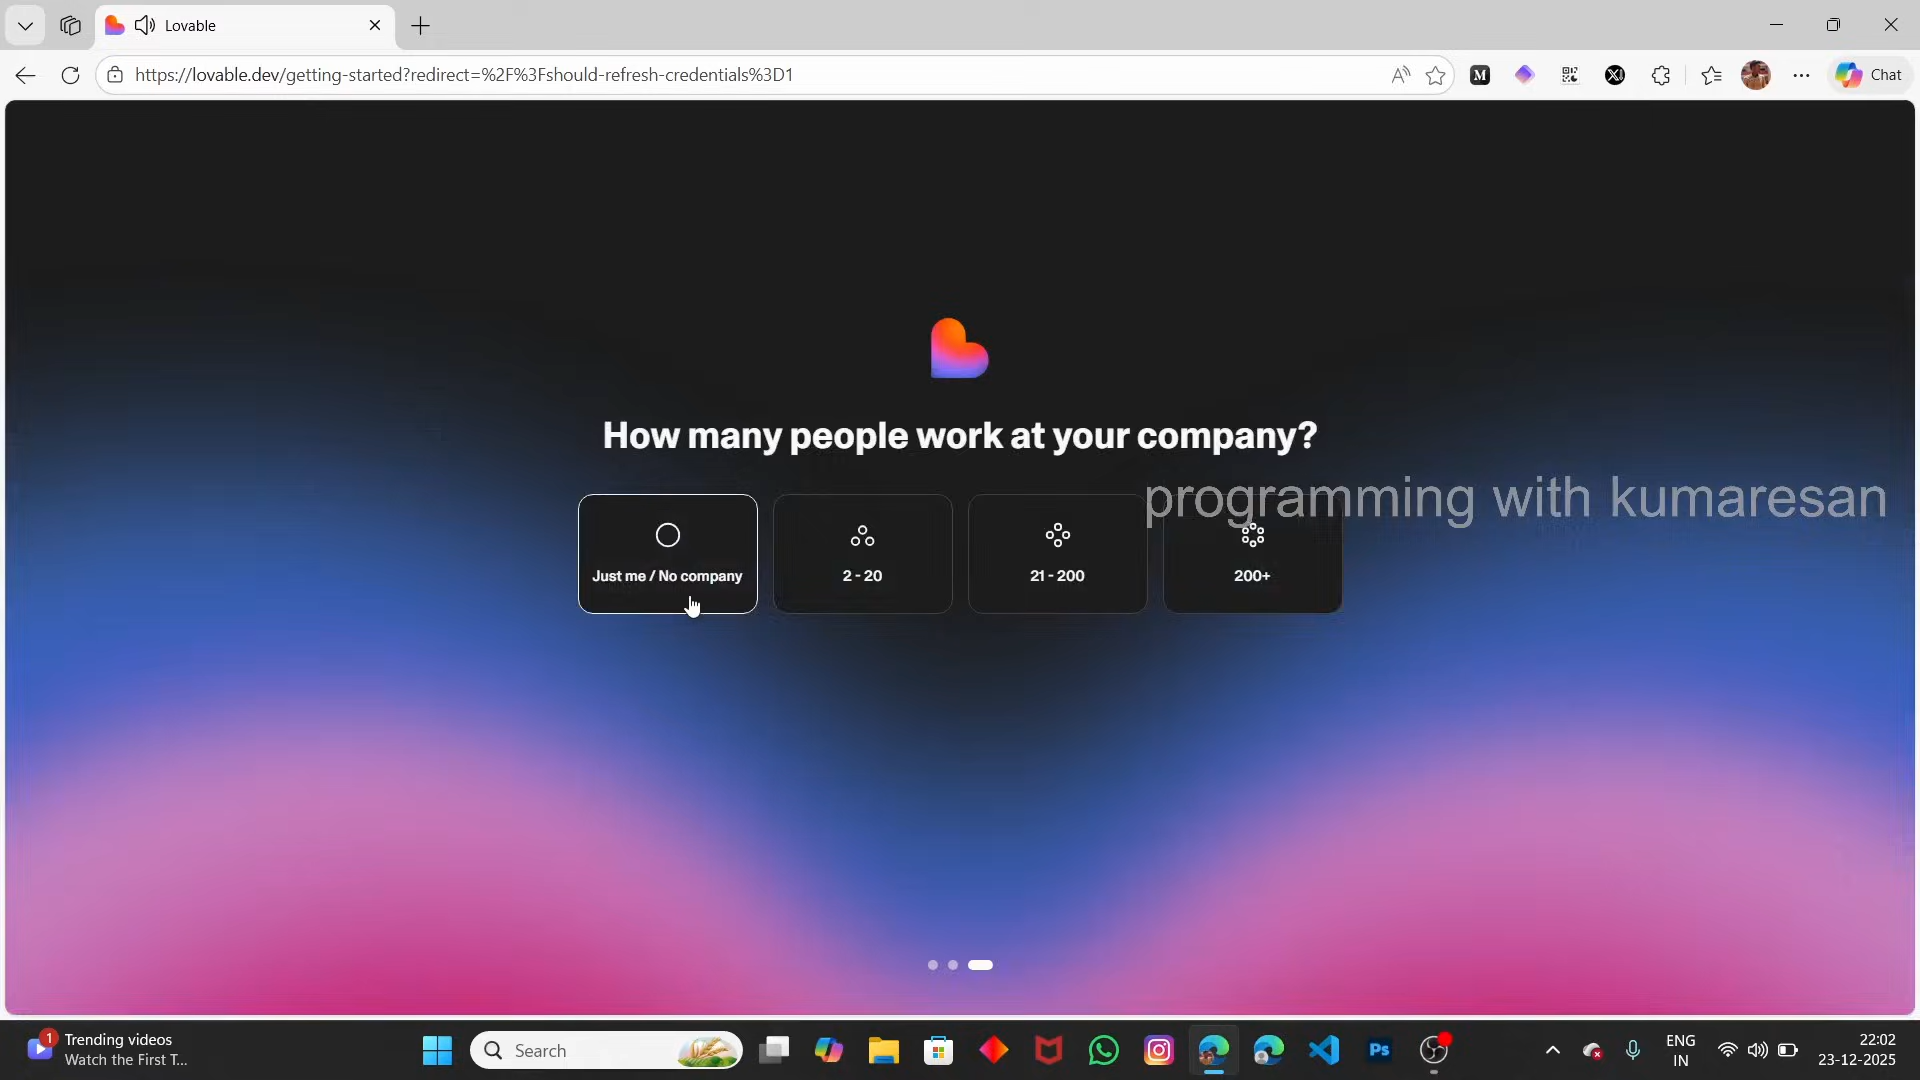 Lovable
https://lovable.dev/getting-started?redirect=%2F%3Fshould-refresh-credentials%3D1
Chat
How many people work at your company?
programming with kumaresan
Just me / No company
2 - 20
21 - 200
200+
1
Trending videos
Watch the First T...
Search
Ps
ENG
IN
22:02
23-12-2025